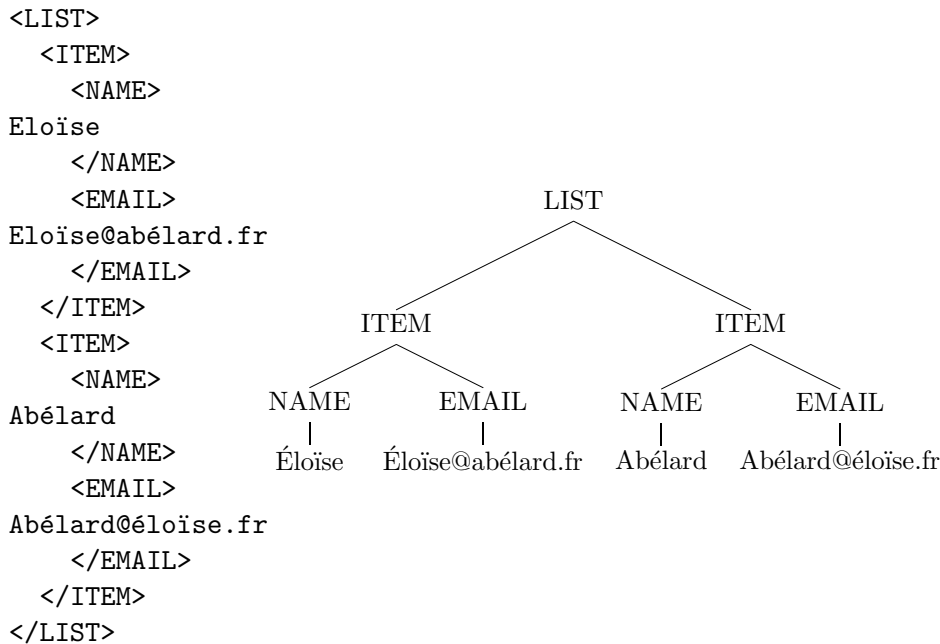 <LIST>
<ITEM>
<NAME>
Eloïse
</NAME>
<EMAIL>
Eloïse@abélard.fr
</EMAIL>
</ITEM>
<ITEM>
<NAME>
Abélard
</NAME>
<EMAIL>
Abélard@éloïse.fr
</EMAIL>
</ITEM>
</LIST>
LIST
ITEM ITEM
NAME EMAIL NAME EMAIL
Éloïse Éloïse@abélard.fr Abélard Abélard@éloïse.fr